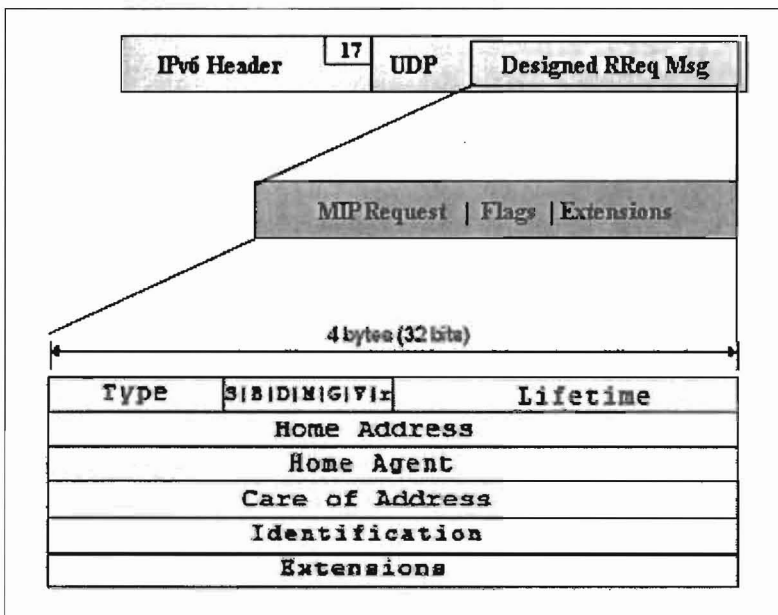 IPv6 Header 17 UDP Designed RReq Msg
MIP Request | Flags | Extensions
4 bytes (32 bits)
Type S|B|D|M|G|V|r Lifetime
Home Address
Home Agent
Care of Address
Identification
Extensions